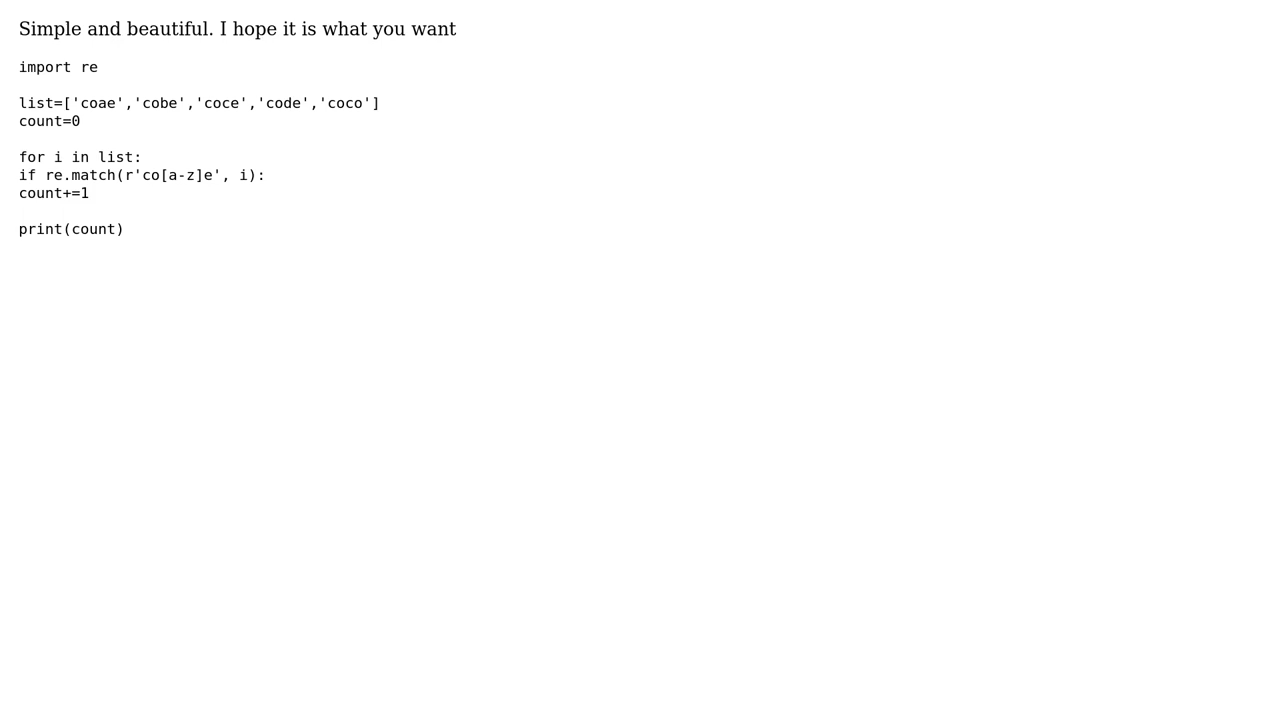 Simple and beautiful. I hope it is what you want
import re
list=['coae','cobe','coce','code','coco']
count=0
for i in list:
if re.match(r'co[a-z]e', i):
count+=1
print(count)